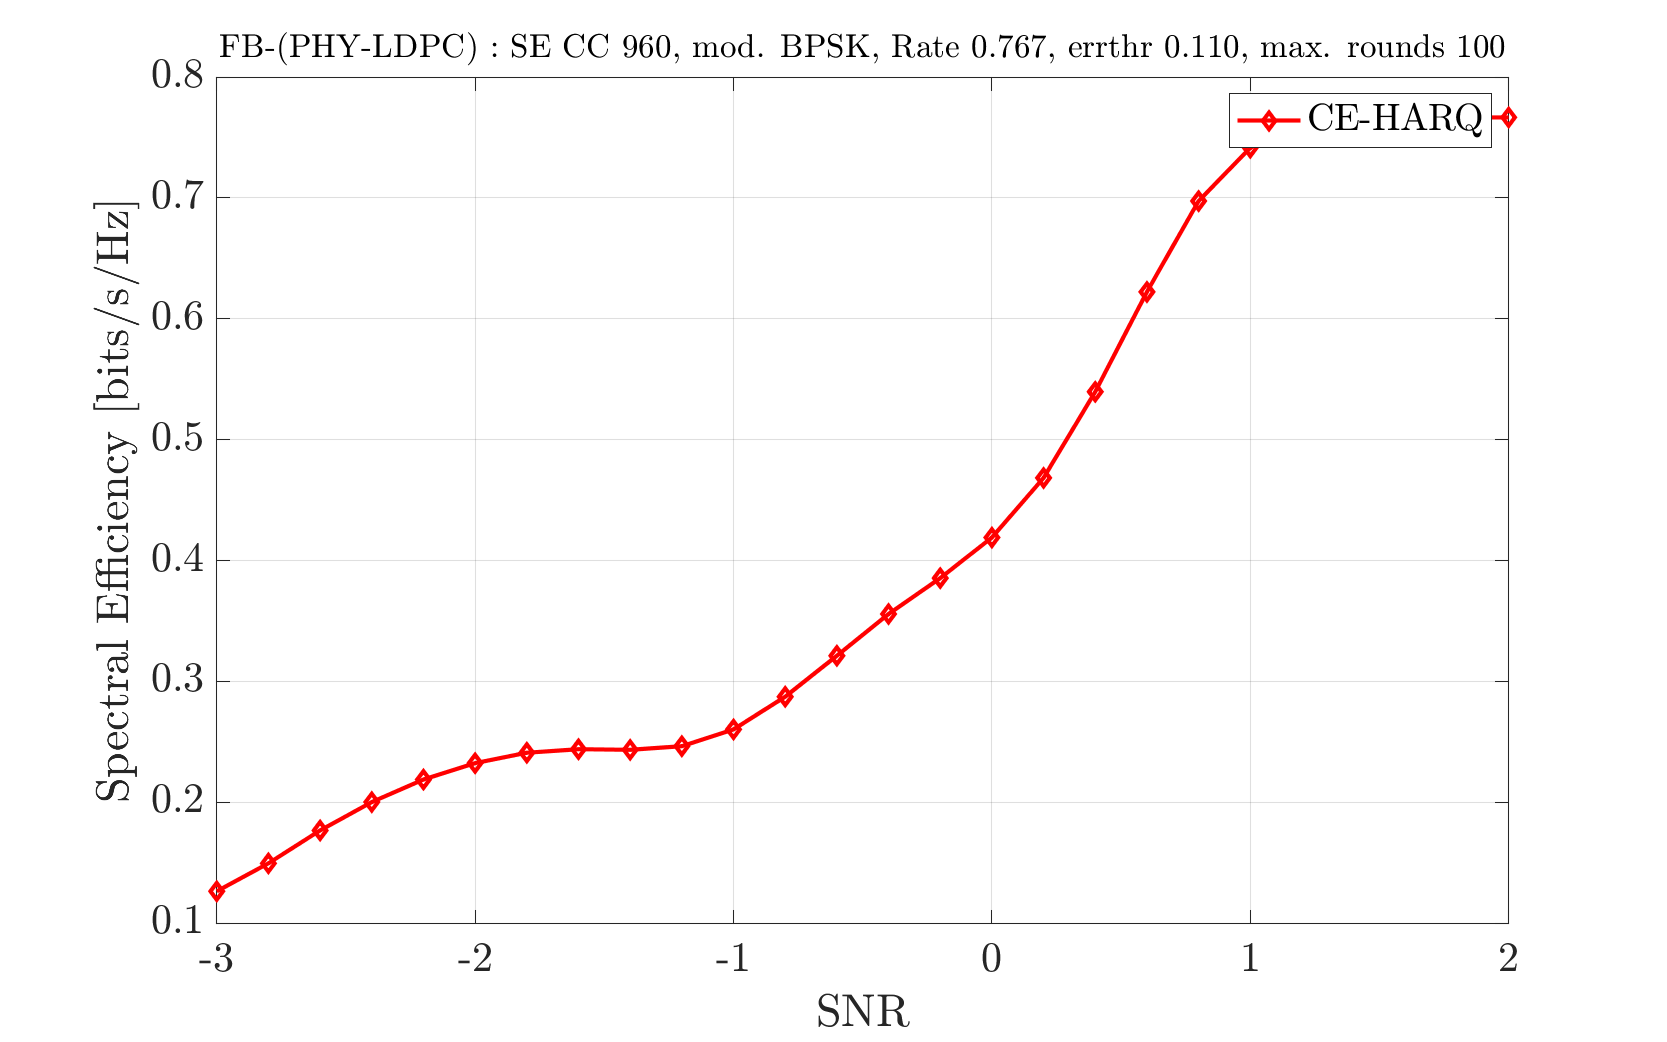 FB-(PHY-LDPC) : SE CC 960, mod. BPSK, Rate 0.767, errthr 0.110, max. rounds 100
CE-HARQ
Spectral Efficiency [bits/s/Hz]
0.8
0.7
0.6
0.5
0.4
0.3
0.2
0.1
-3 -2 -1 0 1 2
SNR